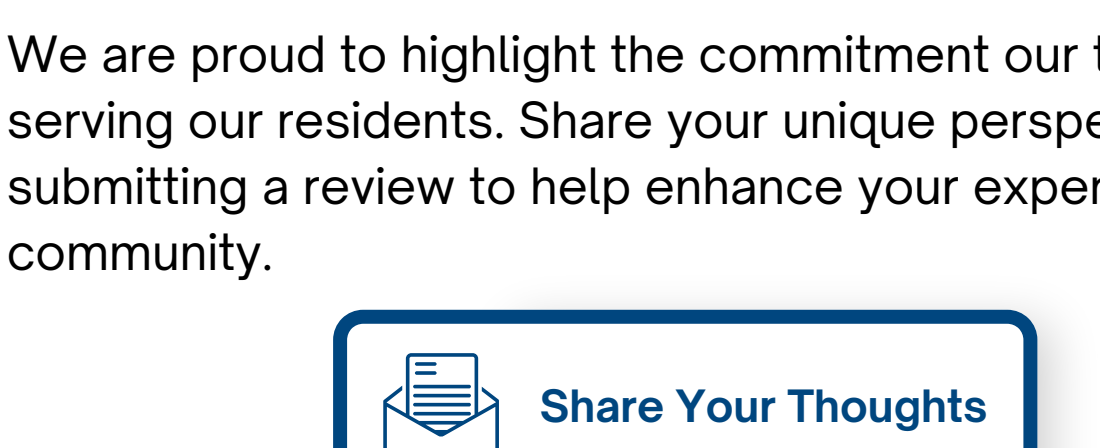 We are proud to highlight the commitment our
serving our residents. Share your unique
submitting a review to help enhance your
community.
Share Your Thoughts